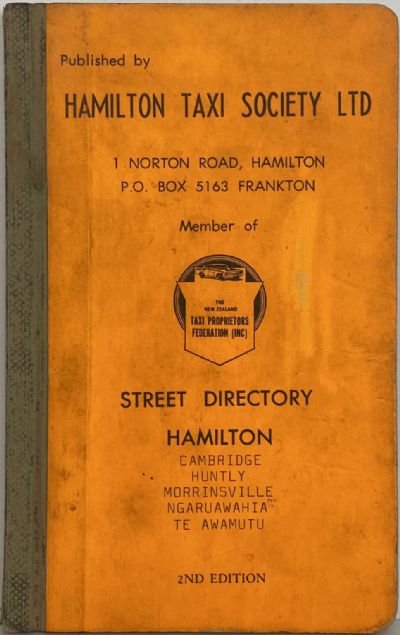 Published by
HAMILTON TAXI SOCIETY LTD
1 NORTON ROAD, HAMILTON
P.O. BOX 5163 FRANKTON
Member of
THE
NEW ZEALAND
TAXI PROPRIETORS
FEDERATION (INC)
STREET DIRECTORY
HAMILTON
CAMBRIDGE
HUNTLY
MORRINSVILLE
NGARUAWAHIA
TE AWAMUTU
2ND EDITION